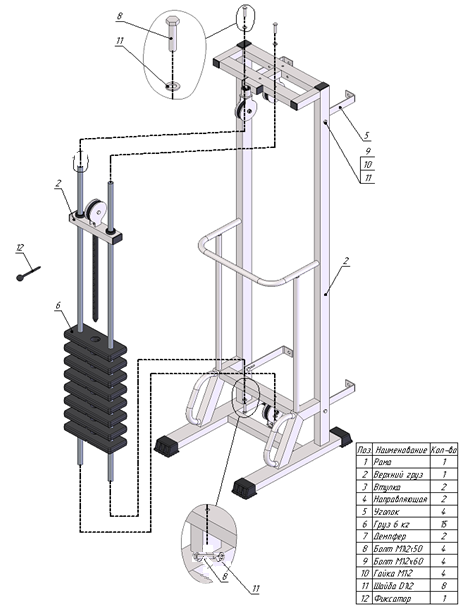 8
11
5
9
10
11
2
12
6
2
8
11
Поз. Наименование Кол-во
1 Рама 1
2 Верхний груз 1
3 Втулка 2
4 Направляющая 2
5 Уголок 4
6 Груз 6 кг 15
7 Демпфер 2
8 Болт М12х50 4
9 Болт М12х60 4
10 Гайка М12 4
11 Шайба D12 8
12 Фиксатор 1